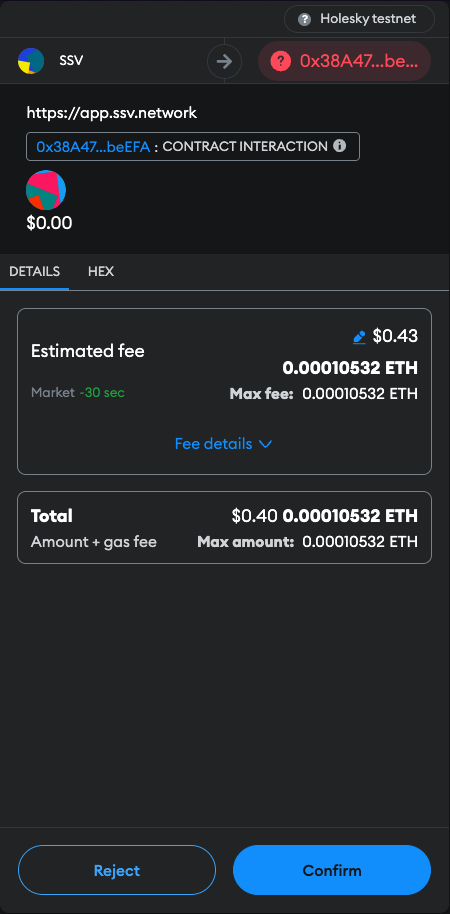 Holesky testnet
SSV
0x38A47...be...
https://app.ssv.network
0x38A47...beEFA : CONTRACT INTERACTION
$0.00
DETAILS HEX
$0.43
Estimated fee
0.00010532 ETH
Market ~30 sec
Max fee: 0.00010532 ETH
Fee details
Total $0.40 0.00010532 ETH
Amount + gas fee Max amount: 0.00010532 ETH
Reject Confirm